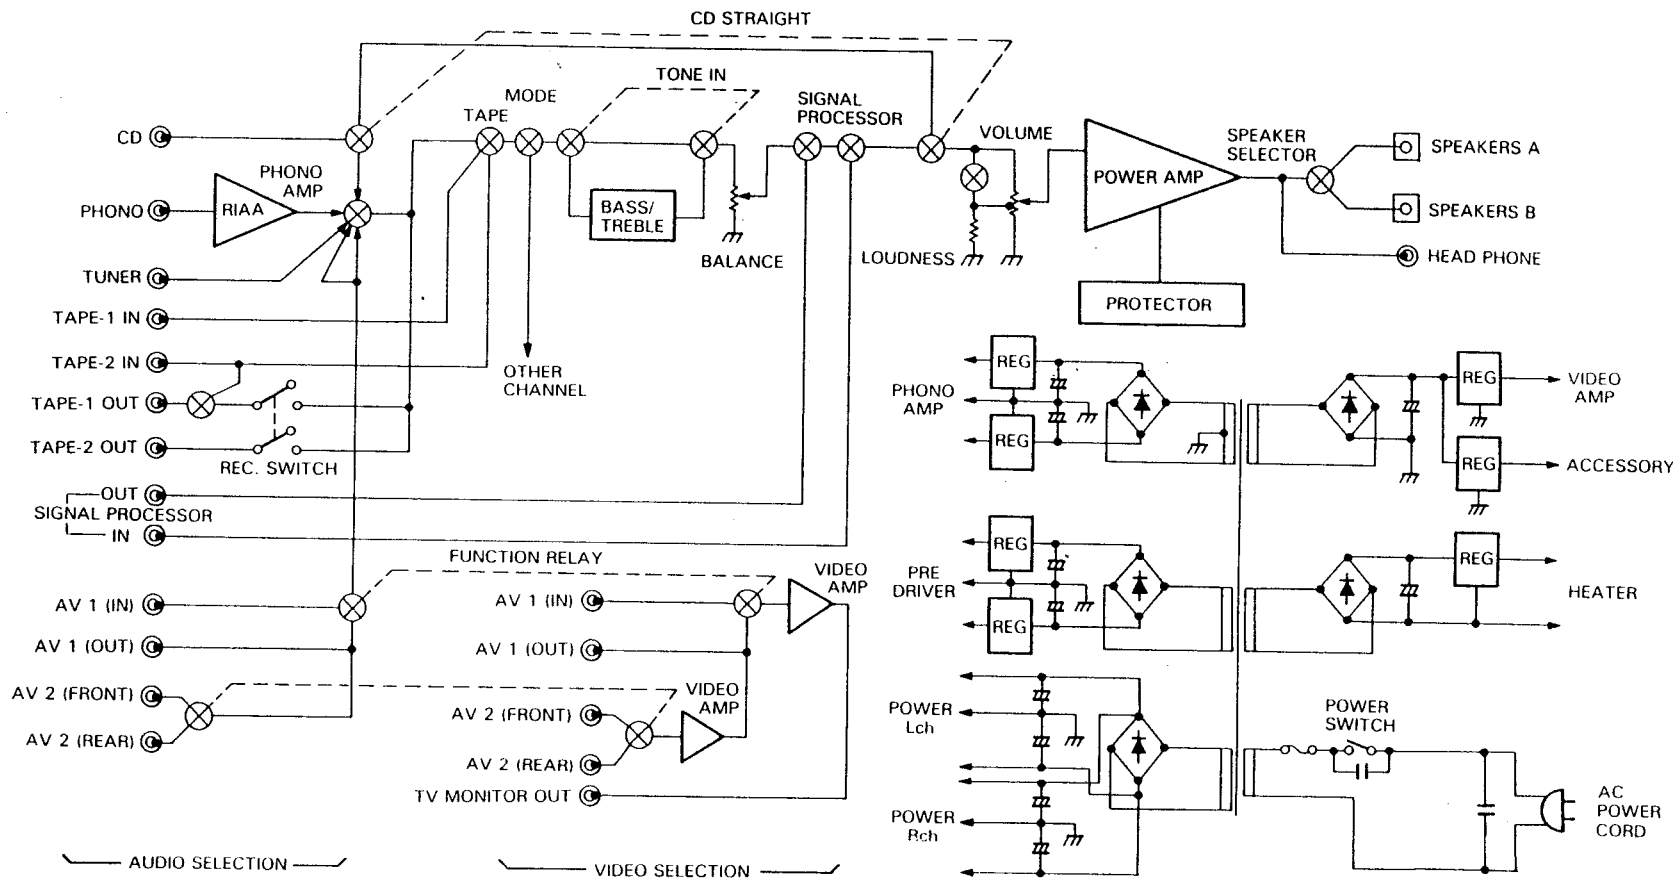 CD STRAIGHT
TONE IN
MODE
TAPE
SIGNAL
PROCESSOR
VOLUME
SPEAKER
SELECTOR
CD
PHONO
AMP
PHONO
RIAA
BASS/
TREBLE
BALANCE
LOUDNESS
POWER AMP
SPEAKERS A
SPEAKERS B
HEAD PHONE
PROTECTOR
TUNER
TAPE-1 IN
TAPE-2 IN
TAPE-1 OUT
TAPE-2 OUT
REC. SWITCH
OTHER
CHANNEL
OUT
SIGNAL PROCESSOR
IN
FUNCTION RELAY
AV 1 (IN)
AV 1 (OUT)
AV 2 (FRONT)
AV 2 (REAR)
AV 1 (IN)
AV 1 (OUT)
AV 2 (FRONT)
AV 2 (REAR)
TV MONITOR OUT
VIDEO
AMP
VIDEO
AMP
AUDIO SELECTION
VIDEO SELECTION
PHONO
AMP
REG
REG
REG
VIDEO
AMP
REG
ACCESSORY
PRE
DRIVER
REG
REG
REG
HEATER
POWER
Lch
POWER
Rch
POWER
SWITCH
AC
POWER
CORD